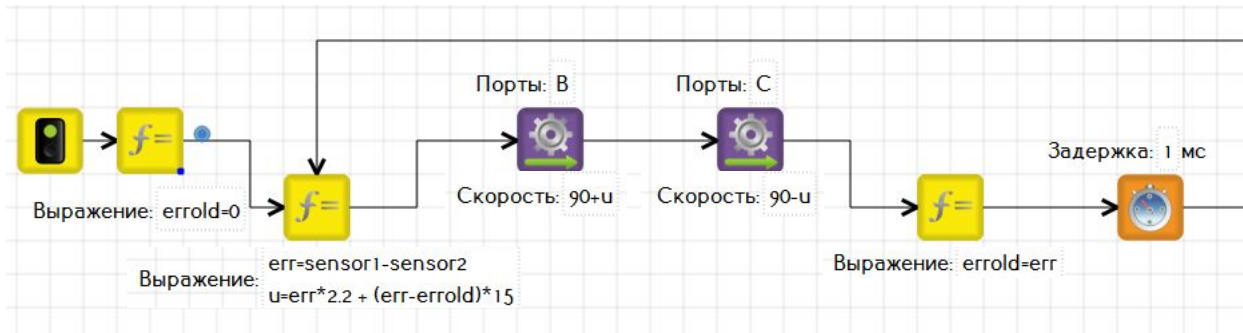 Порты: B
Порты: C
Задержка: 1 мс
Скорость: 90+u
Скорость: 90-u
Выражение: errold=0
Выражение: err=sensor1-sensor2
u=err*2.2 + (err-errold)*15
Выражение: errold=err